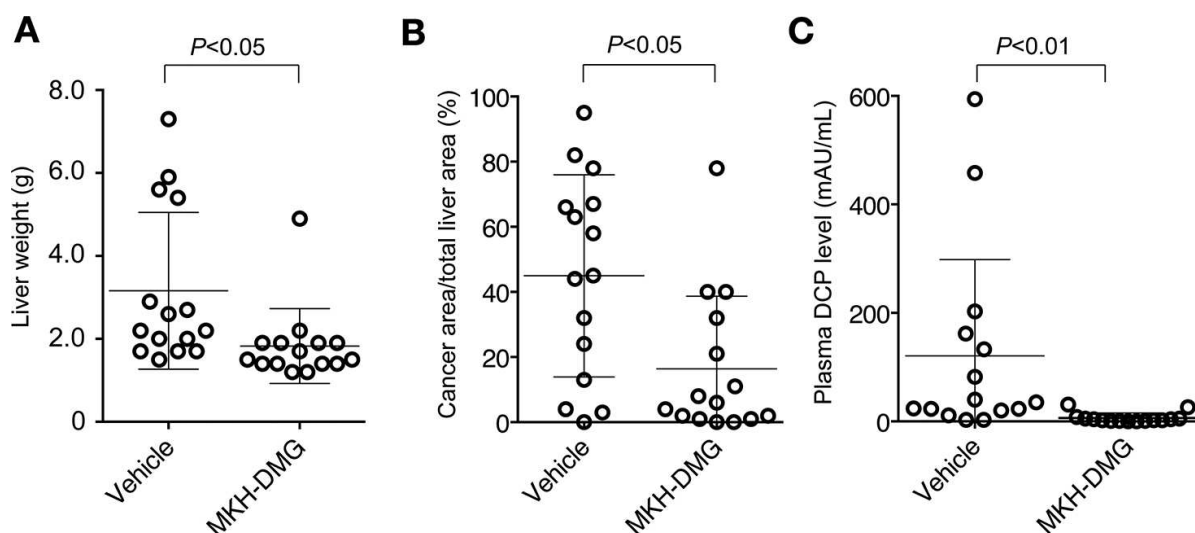 A
P<0.05
Liver weight (g)
8.0
6.0
4.0
2.0
0
Vehicle
MKH-DMG
B
P<0.05
Cancer area/total liver area (%)
100
80
60
40
20
0
Vehicle
MKH-DMG
C
P<0.01
Plasma DCP level (mAU/mL)
600
400
200
0
Vehicle
MKH-DMG